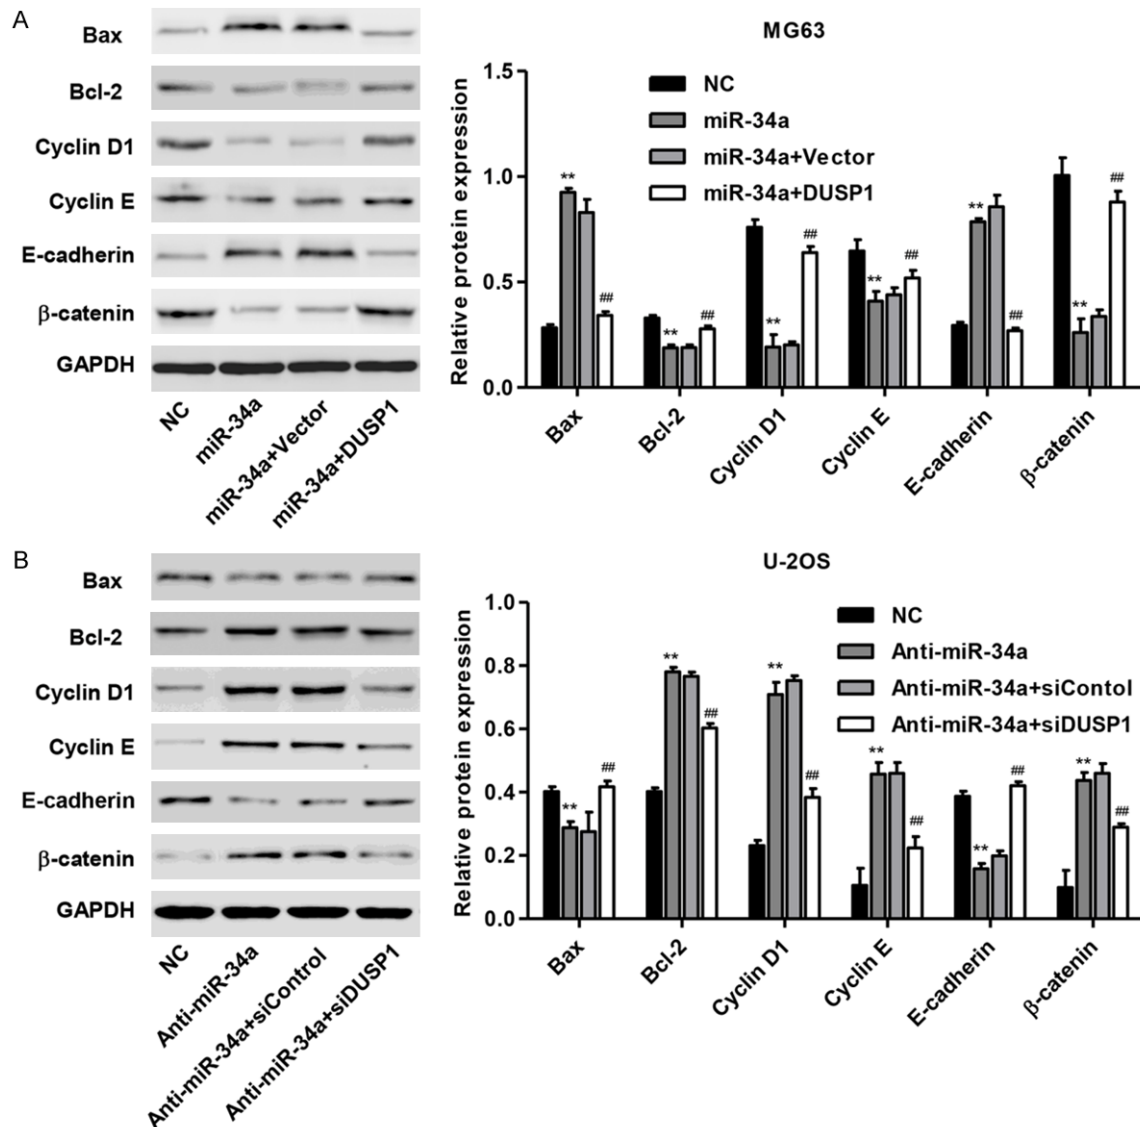 A
Bax
Bcl-2
Cyclin D1
Cyclin E
E-cadherin
β-catenin
GAPDH
NC
miR-34a
miR-34a+Vector
miR-34a+DUSP1
MG63
Relative protein expression
1.5
1.0
0.5
0.0
NC
miR-34a
miR-34a+Vector
miR-34a+DUSP1
**
##
**
##
**
##
**
##
**
##
**
##
Bax
Bcl-2
Cyclin D1
Cyclin E
E-cadherin
β-catenin
B
Bax
Bcl-2
Cyclin D1
Cyclin E
E-cadherin
β-catenin
GAPDH
NC
Anti-miR-34a
Anti-miR-34a+siControl
Anti-miR-34a+siDUSP1
U-2OS
Relative protein expression
1.0
0.8
0.6
0.4
0.2
0.0
NC
Anti-miR-34a
Anti-miR-34a+siContol
Anti-miR-34a+siDUSP1
**
##
**
##
**
##
**
##
**
##
**
##
Bax
Bcl-2
Cyclin D1
Cyclin E
E-cadherin
β-catenin